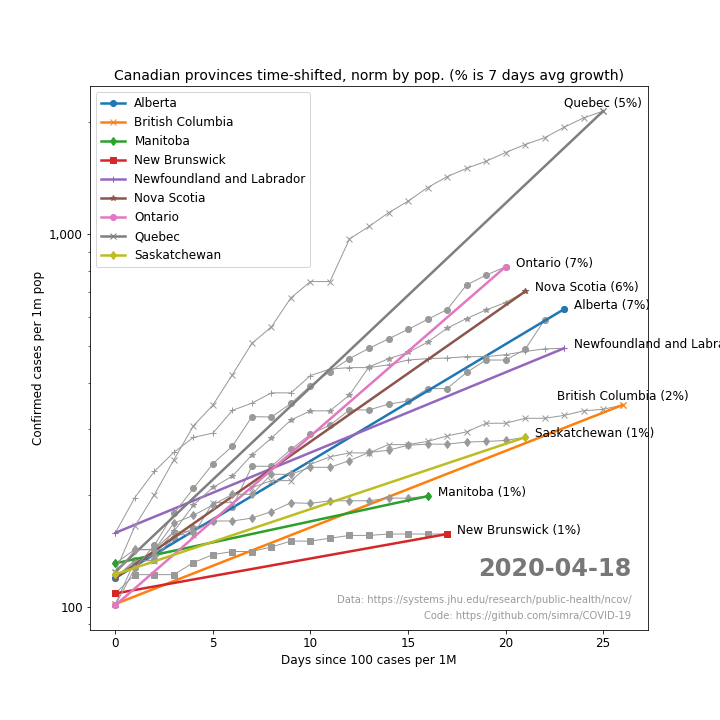 Canadian provinces time-shifted, norm by pop. (% is 7 days avg growth)
Alberta
British Columbia
Manitoba
New Brunswick
Newfoundland and Labrador
Nova Scotia
Ontario
Quebec
Saskatchewan
Quebec (5%)
Ontario (7%)
Nova Scotia (6%)
Alberta (7%)
Newfoundland and Labra
British Columbia (2%)
Saskatchewan (1%)
Manitoba (1%)
New Brunswick (1%)
2020-04-18
Data: https://systems.jhu.edu/research/public-health/ncov/
Code: https://github.com/simra/COVID-19
Confirmed cases per 1m pop
1,000
100
0 5 10 15 20 25
Days since 100 cases per 1M